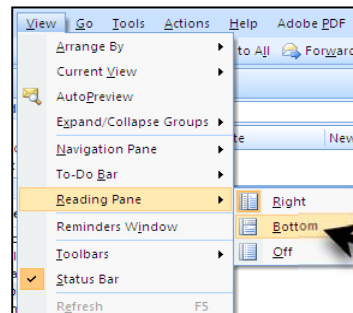 View Go Tools Actions Help Adobe PDF
Arrange By
to All Forward
Current View
AutoPreview
Expand/Collapse Groups
New
Navigation Pane
To-Do Bar
Reading Pane
Right
Reminders Window
Bottom
Toolbars
Off
Status Bar
Refresh F5